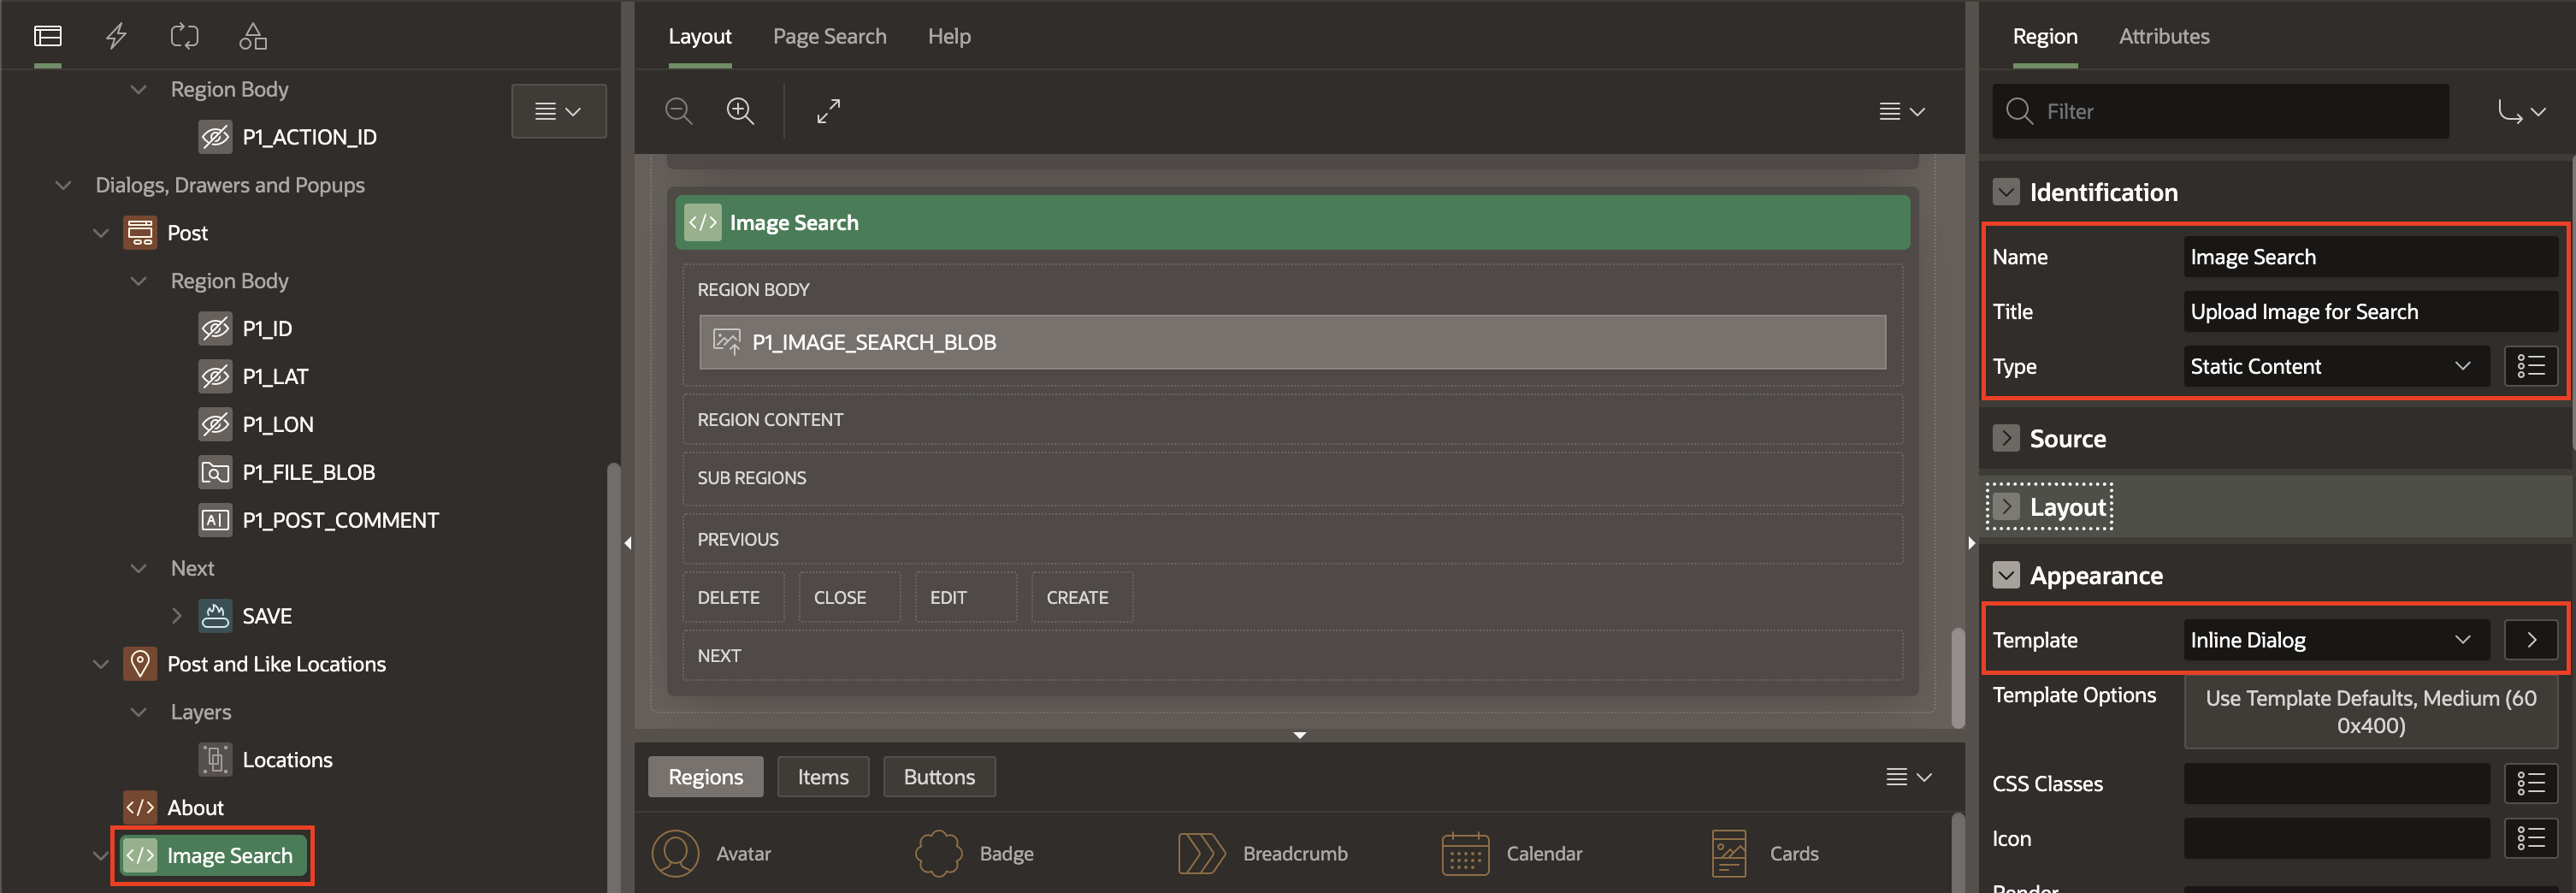 Region Body
P1_ACTION_ID
Dialogs, Drawers and Popups
Post
Region Body
P1_ID
P1_LAT
P1_LON
P1_FILE_BLOB
P1_POST_COMMENT
Next
SAVE
Post and Like Locations
Layers
Locations
About
Image Search
Layout Page Search Help
Image Search
REGION BODY
P1_IMAGE_SEARCH_BLOB
REGION CONTENT
SUB REGIONS
PREVIOUS
DELETE CLOSE EDIT CREATE
NEXT
Regions Items Buttons
Avatar Badge Breadcrumb Calendar Cards
Region Attributes
Filter
Identification
Name Image Search
Title Upload Image for Search
Type Static Content
Source
Layout
Appearance
Template Inline Dialog
Template Options Use Template Defaults, Medium (60
0x400)
CSS Classes
Icon
Render